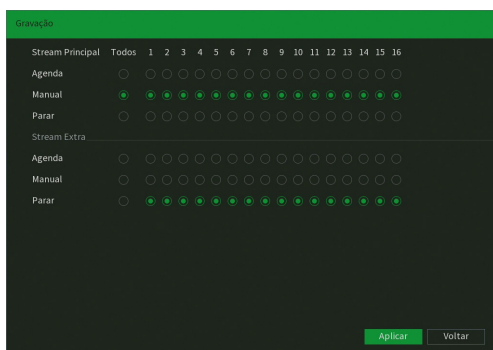 Gravação
Stream Principal Todos 1 2 3 4 5 6 7 8 9 10 11 12 13 14 15 16
Agenda
Manual
Parar
Stream Extra
Agenda
Manual
Parar
Aplicar Voltar